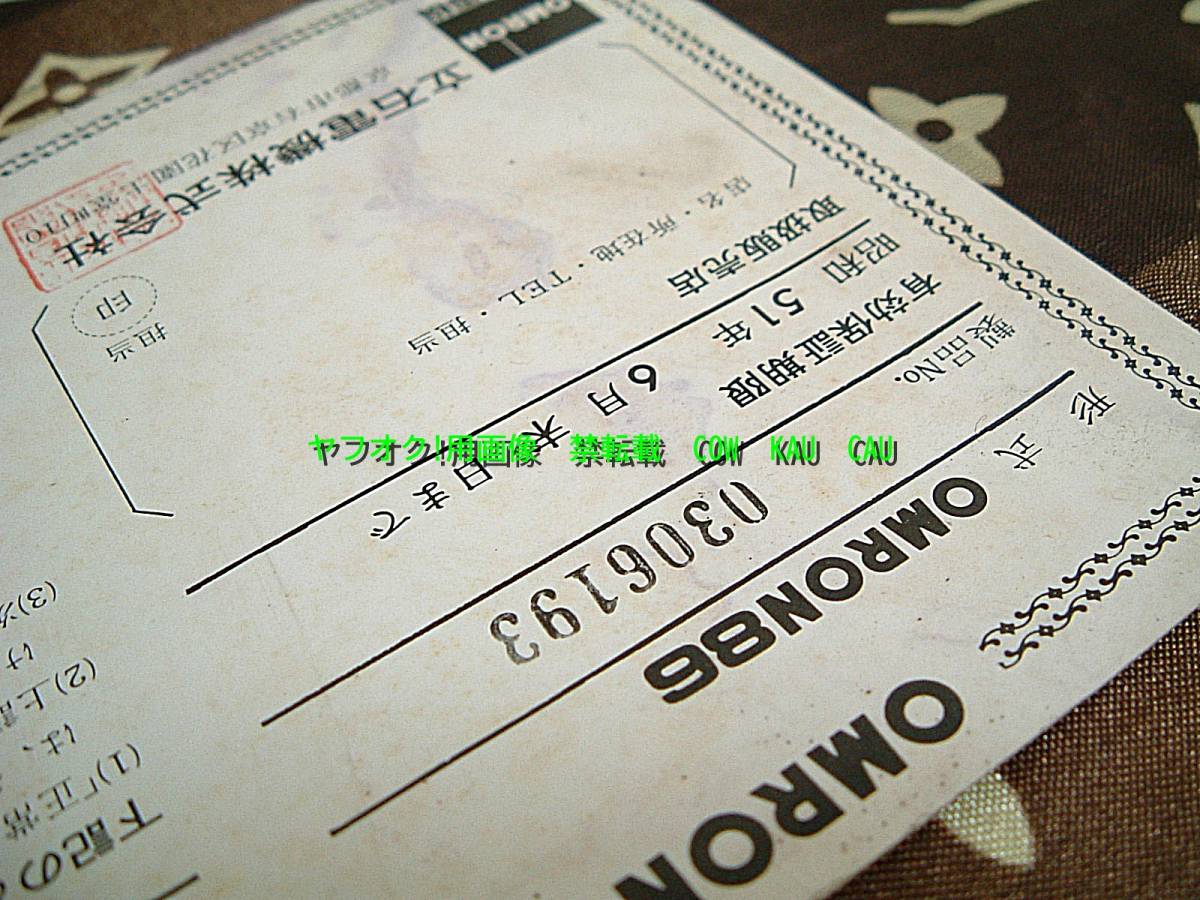 OMRON
OMRON86
形式
製品No. 0306193
有効保証期限
昭和 51年 6月 末日まで
取扱販売店
店名・所在地・TEL・担当
担当
印
立石電機株式会社
京都市右京区花園土堂町10
OMRON
下記の
(1)「正常
は、
(2)上記
け
(3)次
ヤフオク!用画像 禁転載 COW KAU CAU